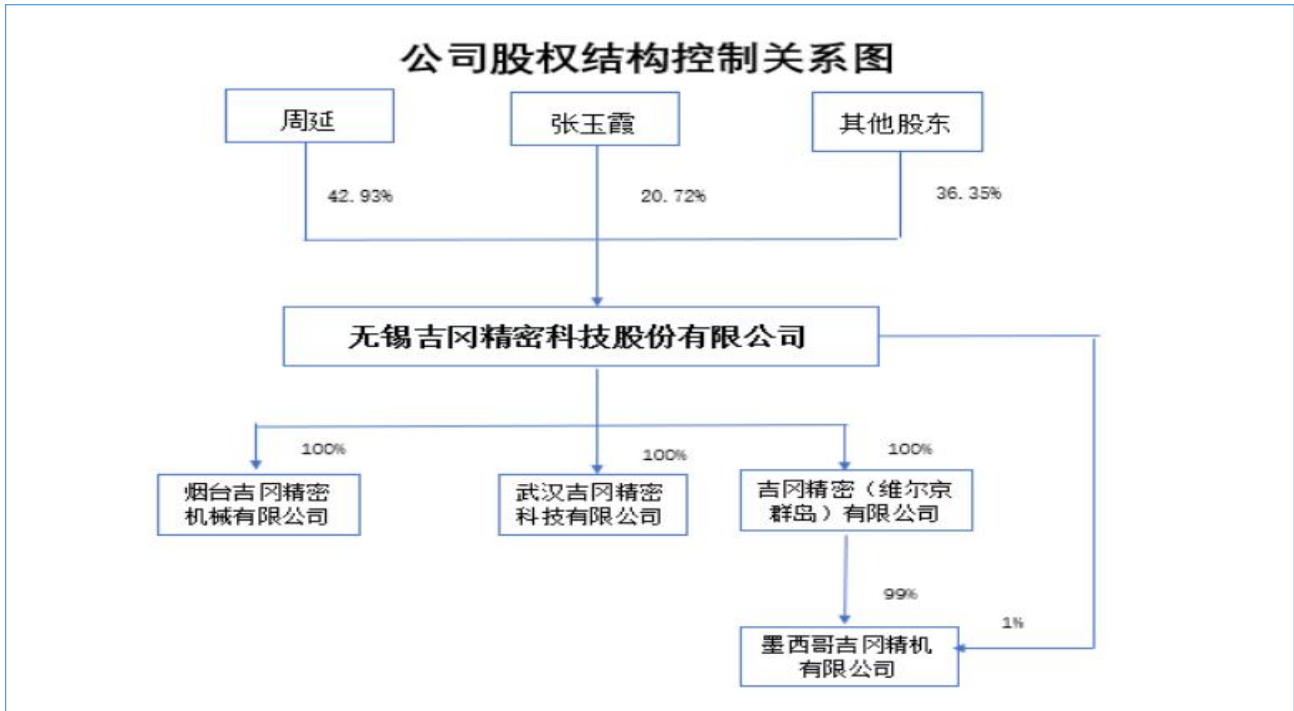 公司股权结构控制关系图
周延
张玉霞
其他股东
42.93%
20.72%
36.35%
无锡吉冈精密科技股份有限公司
100%
100%
100%
烟台吉冈精密
机械有限公司
武汉吉冈精密
科技有限公司
吉冈精密（维尔京
群岛）有限公司
99%
1%
墨西哥吉冈精机
有限公司